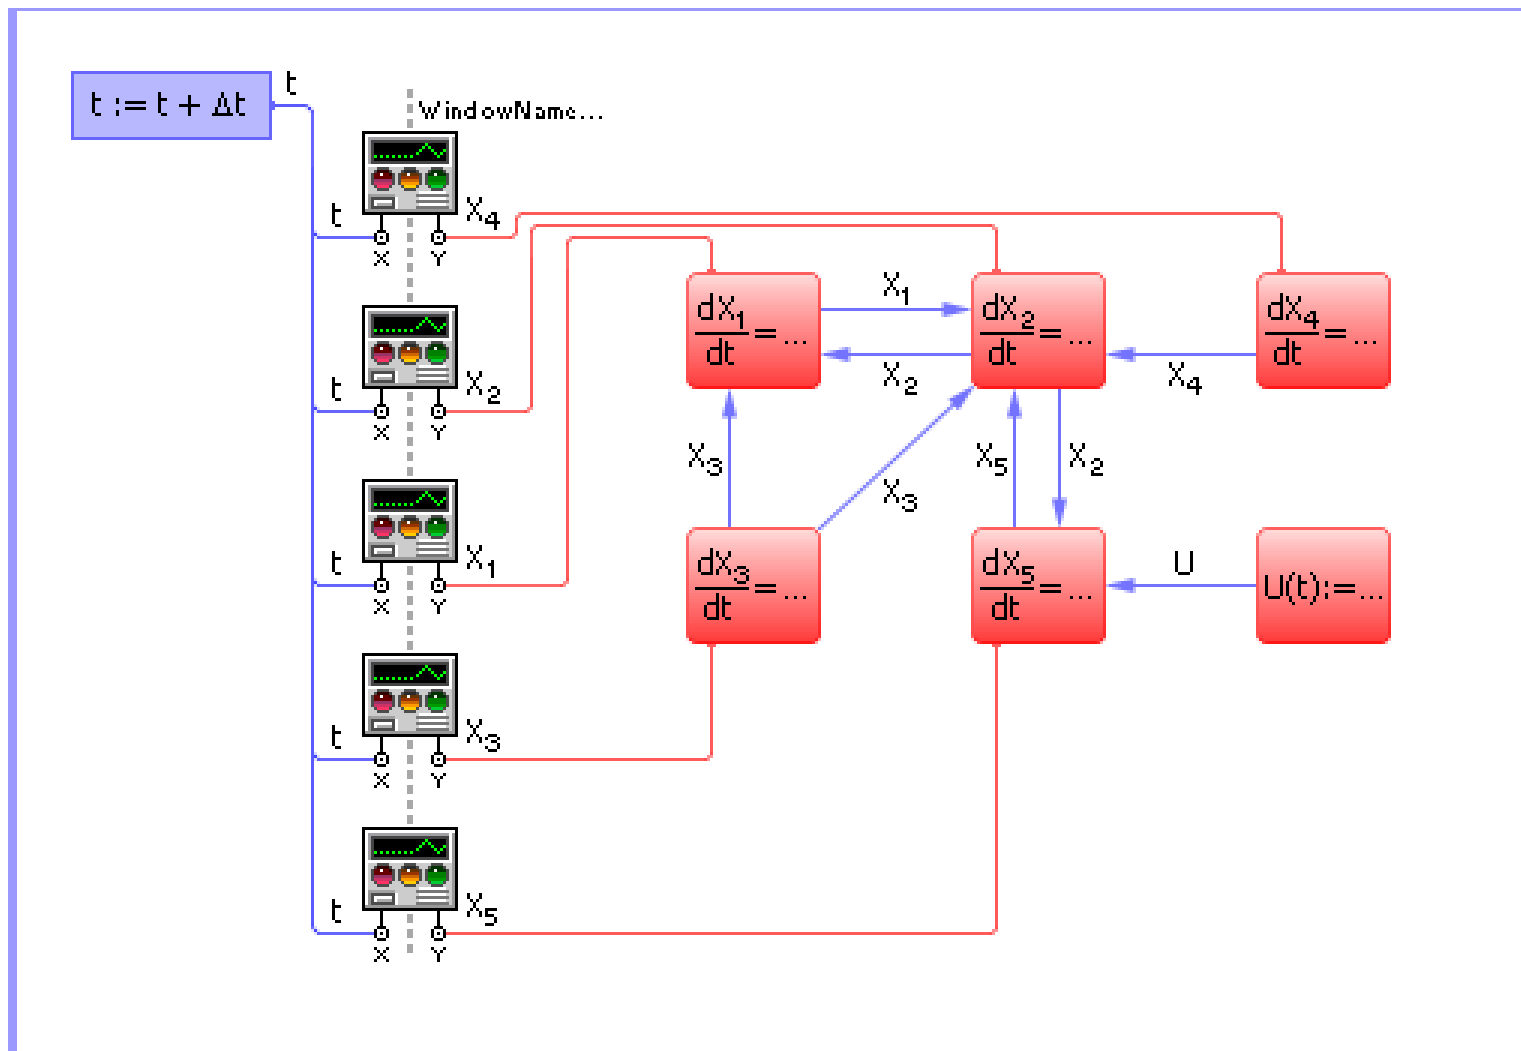 t
t := t + Δt
WindowName...
t
X₄
X Y
X₁
dX₁/dt = ...
dX₂/dt = ...
dX₄/dt = ...
X₂
X₄
t
X₂
X Y
X₃
X₃
X₅
X₂
t
X₁
X Y
dX₃/dt = ...
dX₅/dt = ...
U
U(t):=...
t
X₃
X Y
t
X₅
X Y